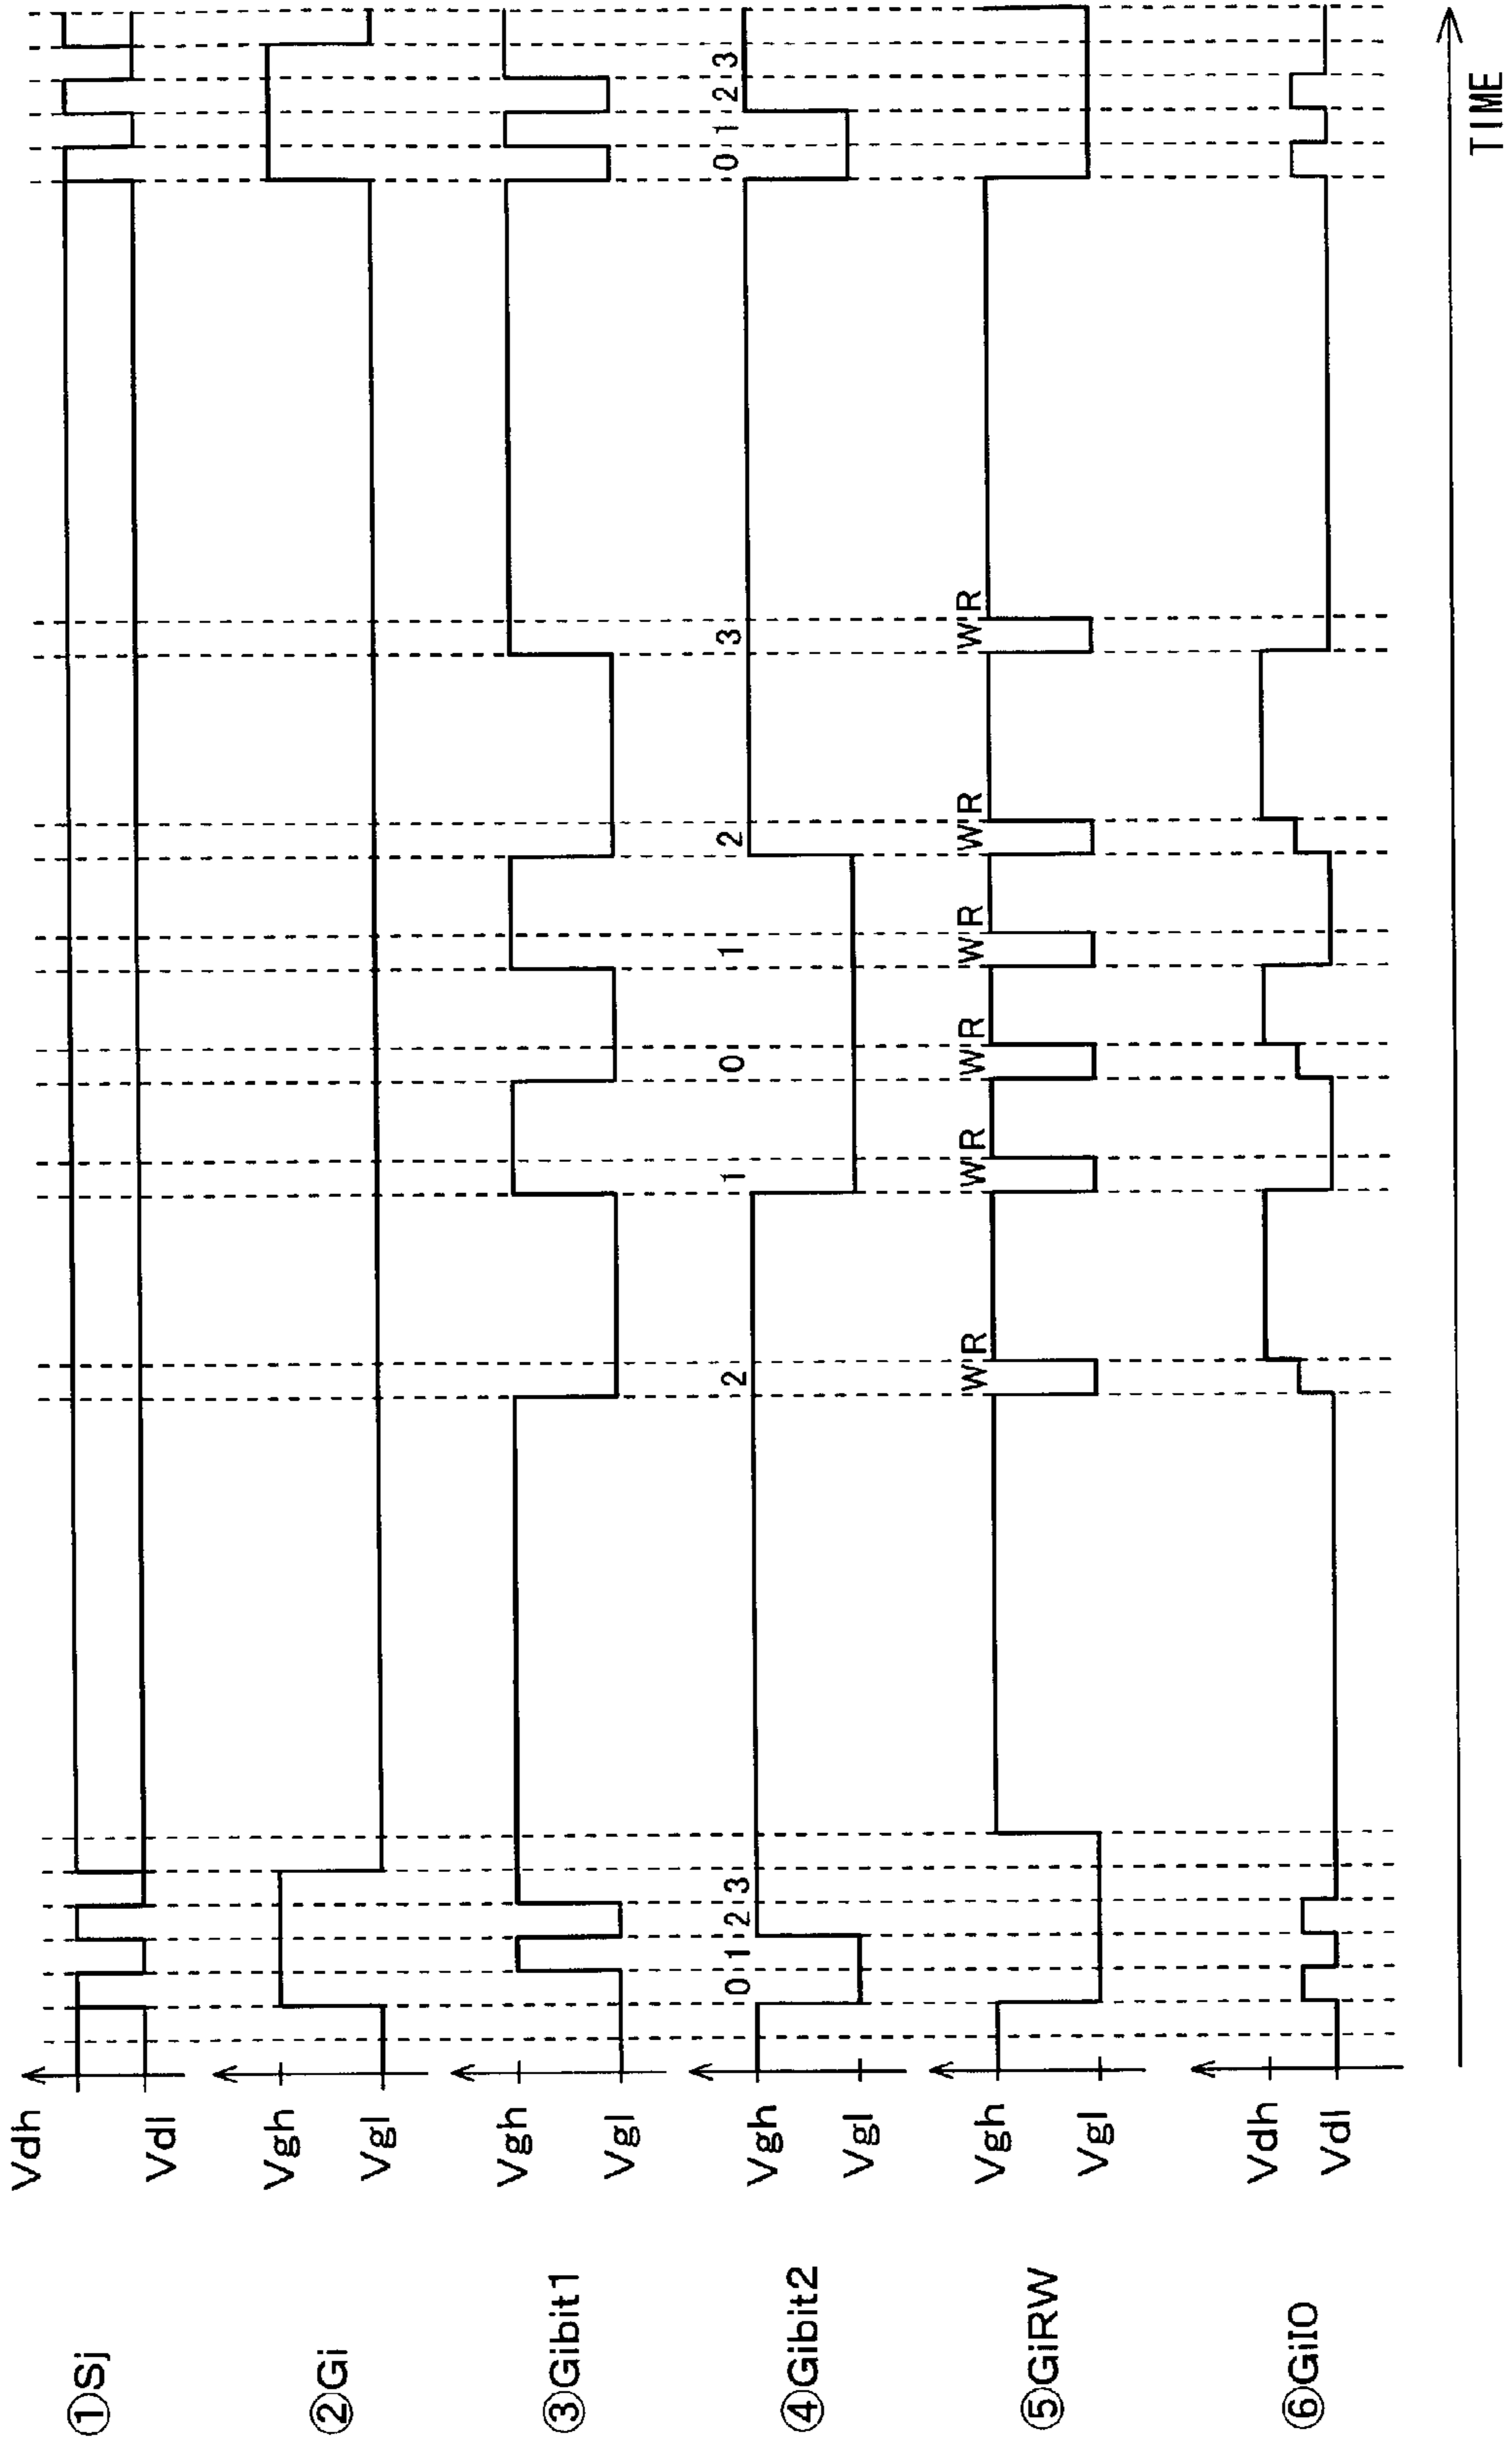 Vdh
①Sj
Vdl
Vgh
②Gi
Vgl
Vgh
③Gibit1
Vgl
0 1 2 3 2 1 0 1 2 3 0 1 2 3
Vgh
④Gibit2
Vgl
W R W R W R W R W R W R
Vgh
⑤GiRW
Vgl
Vdh
⑥GiIO
Vdl
TIME